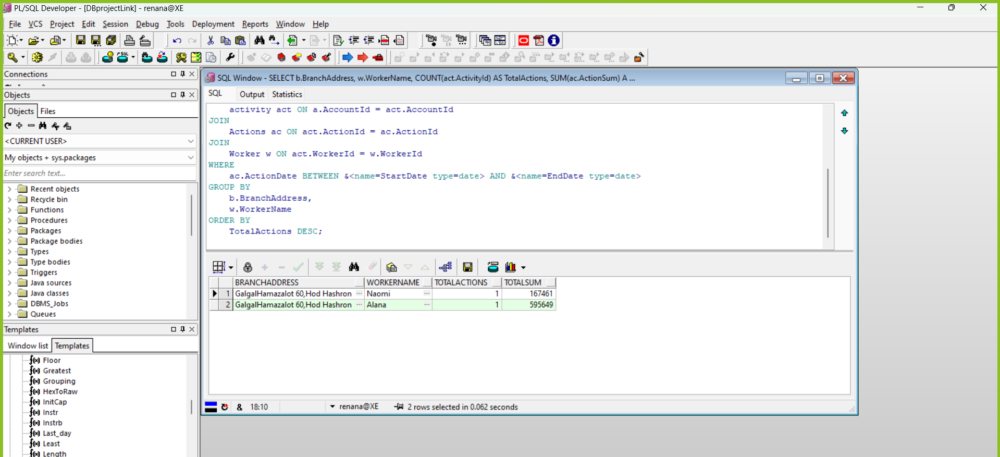 PL/SQL Developer - [DBprojectLink] - renana@XE
File VCS Project Edit Session Debug Tools Deployment Reports Window Help
Connections
Objects
Objects Files
<CURRENT USER>
My objects + sys.packages
Enter search text...
Recent objects
Recycle bin
Functions
Procedures
Packages
Package bodies
Types
Type bodies
Triggers
Java sources
Java classes
DBMS_Jobs
Queues
Templates
Window list Templates
Floor
Greatest
Grouping
HexToRaw
InitCap
Instr
Instrb
Last_day
Least
Length
SQL Window - SELECT b.BranchAddress, w.WorkerName, COUNT(act.ActivityId) AS TotalActions, SUM(ac.ActionSum) A ...
SQL Output Statistics
activity act ON a.AccountId = act.AccountId
JOIN
Actions ac ON act.ActionId = ac.ActionId
JOIN
Worker w ON act.WorkerId = w.WorkerId
WHERE
ac.ActionDate BETWEEN &<name=StartDate type=date> AND &<name=EndDate type=date>
GROUP BY
b.BranchAddress,
w.WorkerName
ORDER BY
TotalActions DESC;
BRANCHADDRESS WORKERNAME TOTALACTIONS TOTALSUM
1 GalgalHamazalot 60,Hod Hashron ... Naomi ... 1 167461
2 GalgalHamazalot 60,Hod Hashron ... Alana ... 1 595649
& 18:10 renana@XE 2 rows selected in 0.062 seconds